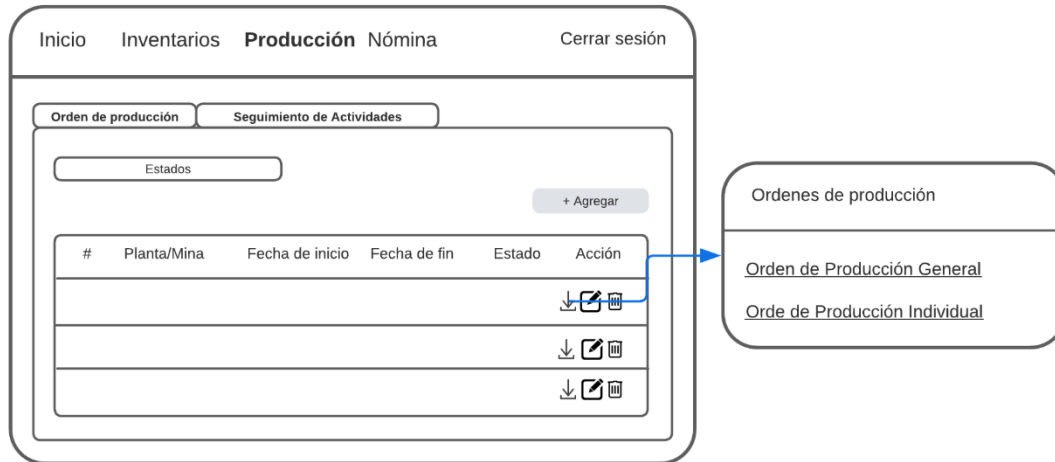 Inicio Inventarios Producción Nómina Cerrar sesión
Orden de producción Seguimiento de Actividades
Estados
+ Agregar
# Planta/Mina Fecha de inicio Fecha de fin Estado Acción
Ordenes de producción
Orden de Producción General
Orde de Producción Individual